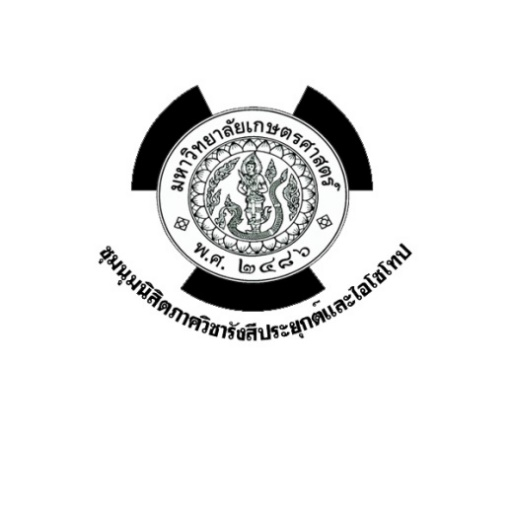 มหาวิทยาลัยเกษตรศาสตร์
พ.ศ. ๒๔๘๖
ชุมนุมนิสิตภาควิชารังสีประยุกต์และไอโซโทป